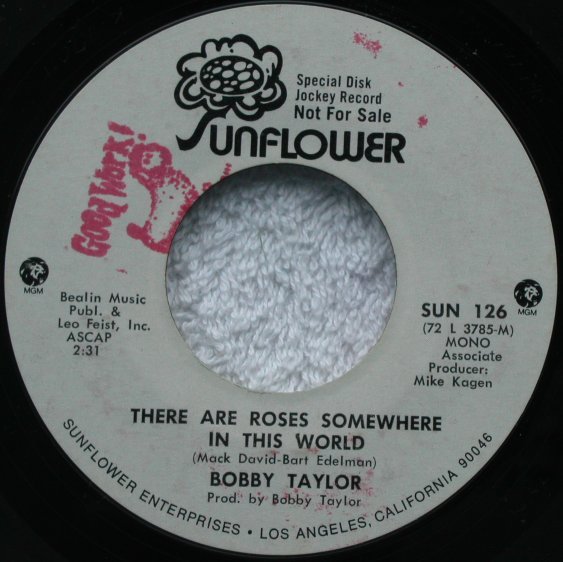 Special Disk
Jockey Record
Not For Sale
SUNFLOWER
GOOD WORK!
MGM
Bealin Music
Publ. &
Leo Feist, Inc.
ASCAP
2:31
MGM
SUN 126
(72 L 3785-M)
MONO
Associate
Producer:
Mike Kagen
THERE ARE ROSES SOMEWHERE
IN THIS WORLD
(Mack David-Bart Edelman)
BOBBY TAYLOR
Prod. by Bobby Taylor
SUNFLOWER ENTERPRISES • LOS ANGELES, CALIFORNIA 90046